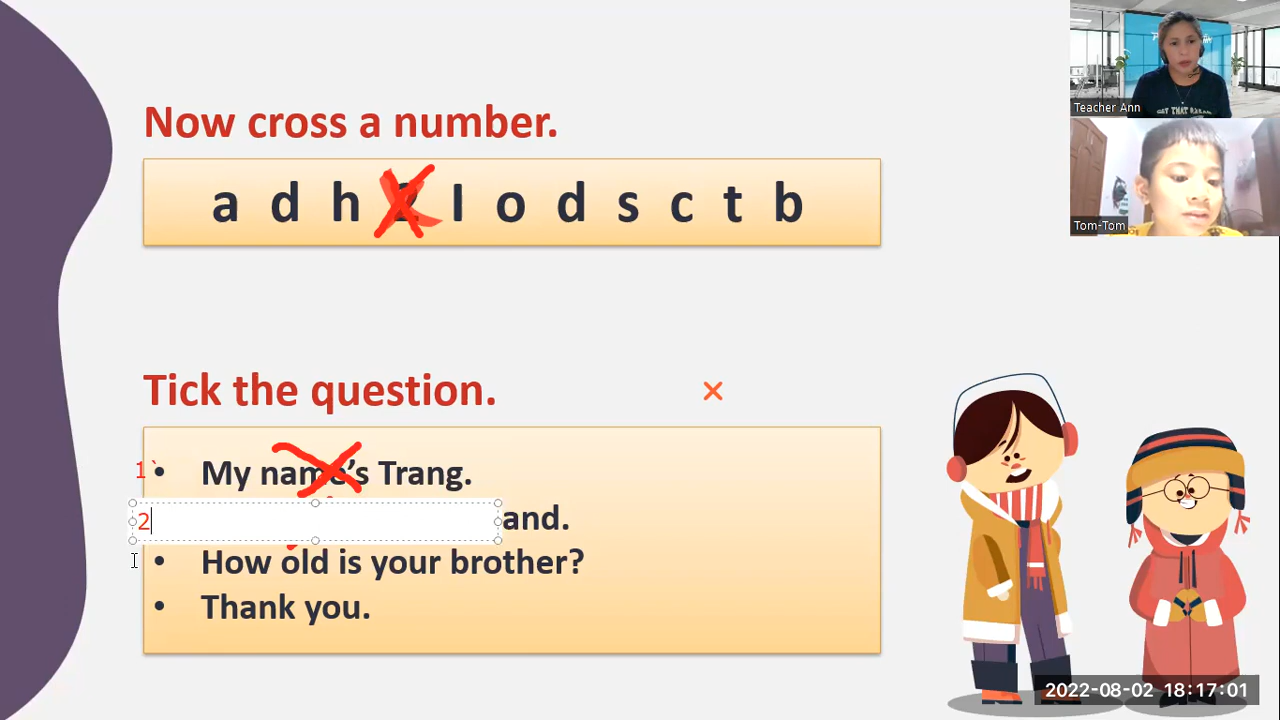 Teacher Ann
Tom-Tom
Now cross a number.
a d h 2 l o d s c t b
Tick the question.
1` • My name's Trang.
2 and.
• How old is your brother?
• Thank you.
2022-08-02 18:17:01